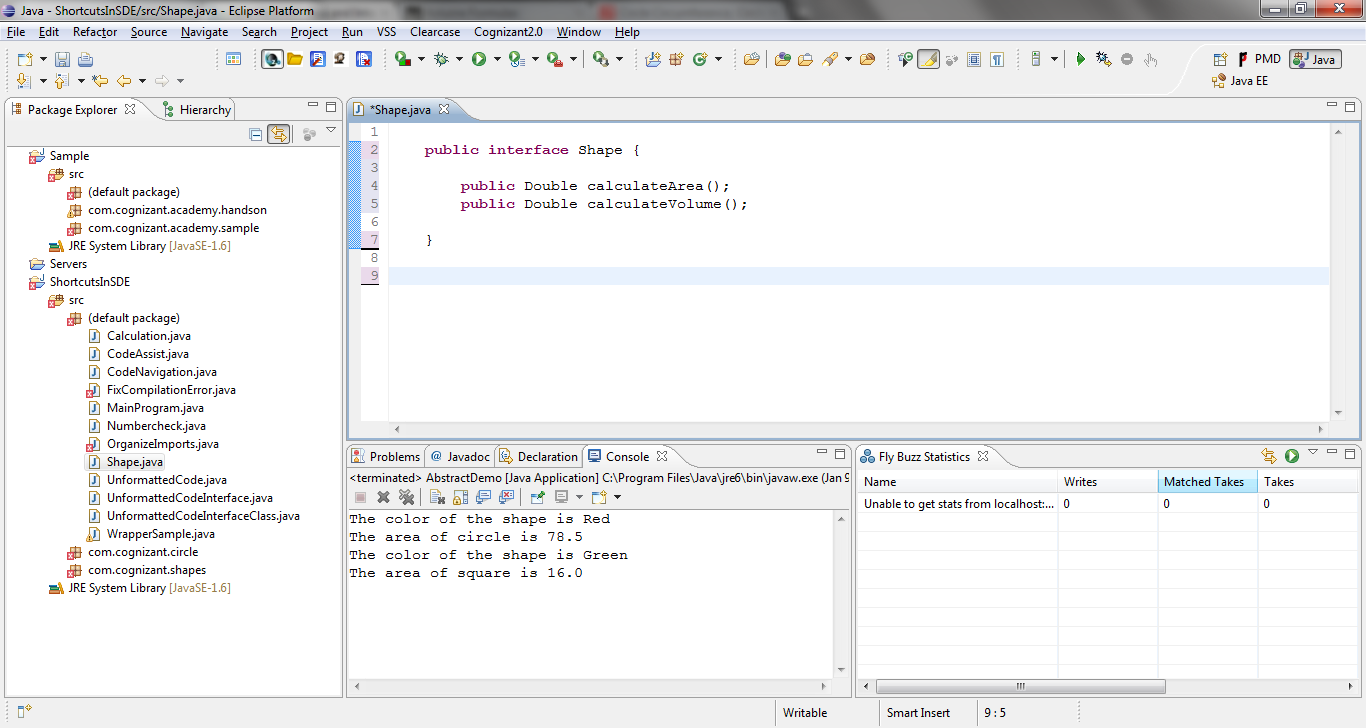 Java - ShortcutsInSDE/src/Shape.java - Eclipse Platform
File Edit Refactor Source Navigate Search Project Run VSS Clearcase Cognizant2.0 Window Help
PMD Java
Java EE
Package Explorer Hierarchy
Sample
src
(default package)
com.cognizant.academy.handson
com.cognizant.academy.sample
JRE System Library [JavaSE-1.6]
Servers
ShortcutsInSDE
src
(default package)
Calculation.java
CodeAssist.java
CodeNavigation.java
FixCompilationError.java
MainProgram.java
Numbercheck.java
OrganizeImports.java
Shape.java
UnformattedCode.java
UnformattedCodeInterface.java
UnformattedCodeInterfaceClass.java
WrapperSample.java
com.cognizant.circle
com.cognizant.shapes
JRE System Library [JavaSE-1.6]
*Shape.java
1
2 public interface Shape {
3
4 public Double calculateArea();
5 public Double calculateVolume();
6
7 }
8
9
Problems @ Javadoc Declaration Console
<terminated> AbstractDemo [Java Application] C:\Program Files\Java\jre6\bin\javaw.exe (Jan 9
The color of the shape is Red
The area of circle is 78.5
The color of the shape is Green
The area of square is 16.0
Fly Buzz Statistics
Name Writes Matched Takes Takes
Unable to get stats from localhost:... 0 0 0
Writable Smart Insert 9 : 5